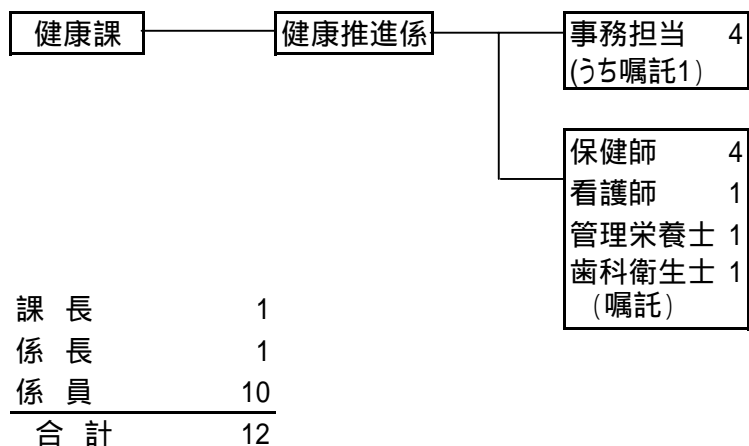 健康課 健康推進係 事務担当 4
(うち嘱託1)
保健師 4
看護師 1
管理栄養士 1
歯科衛生士 1
(嘱託)
課 長 1
係 長 1
係 員 10
合 計 12